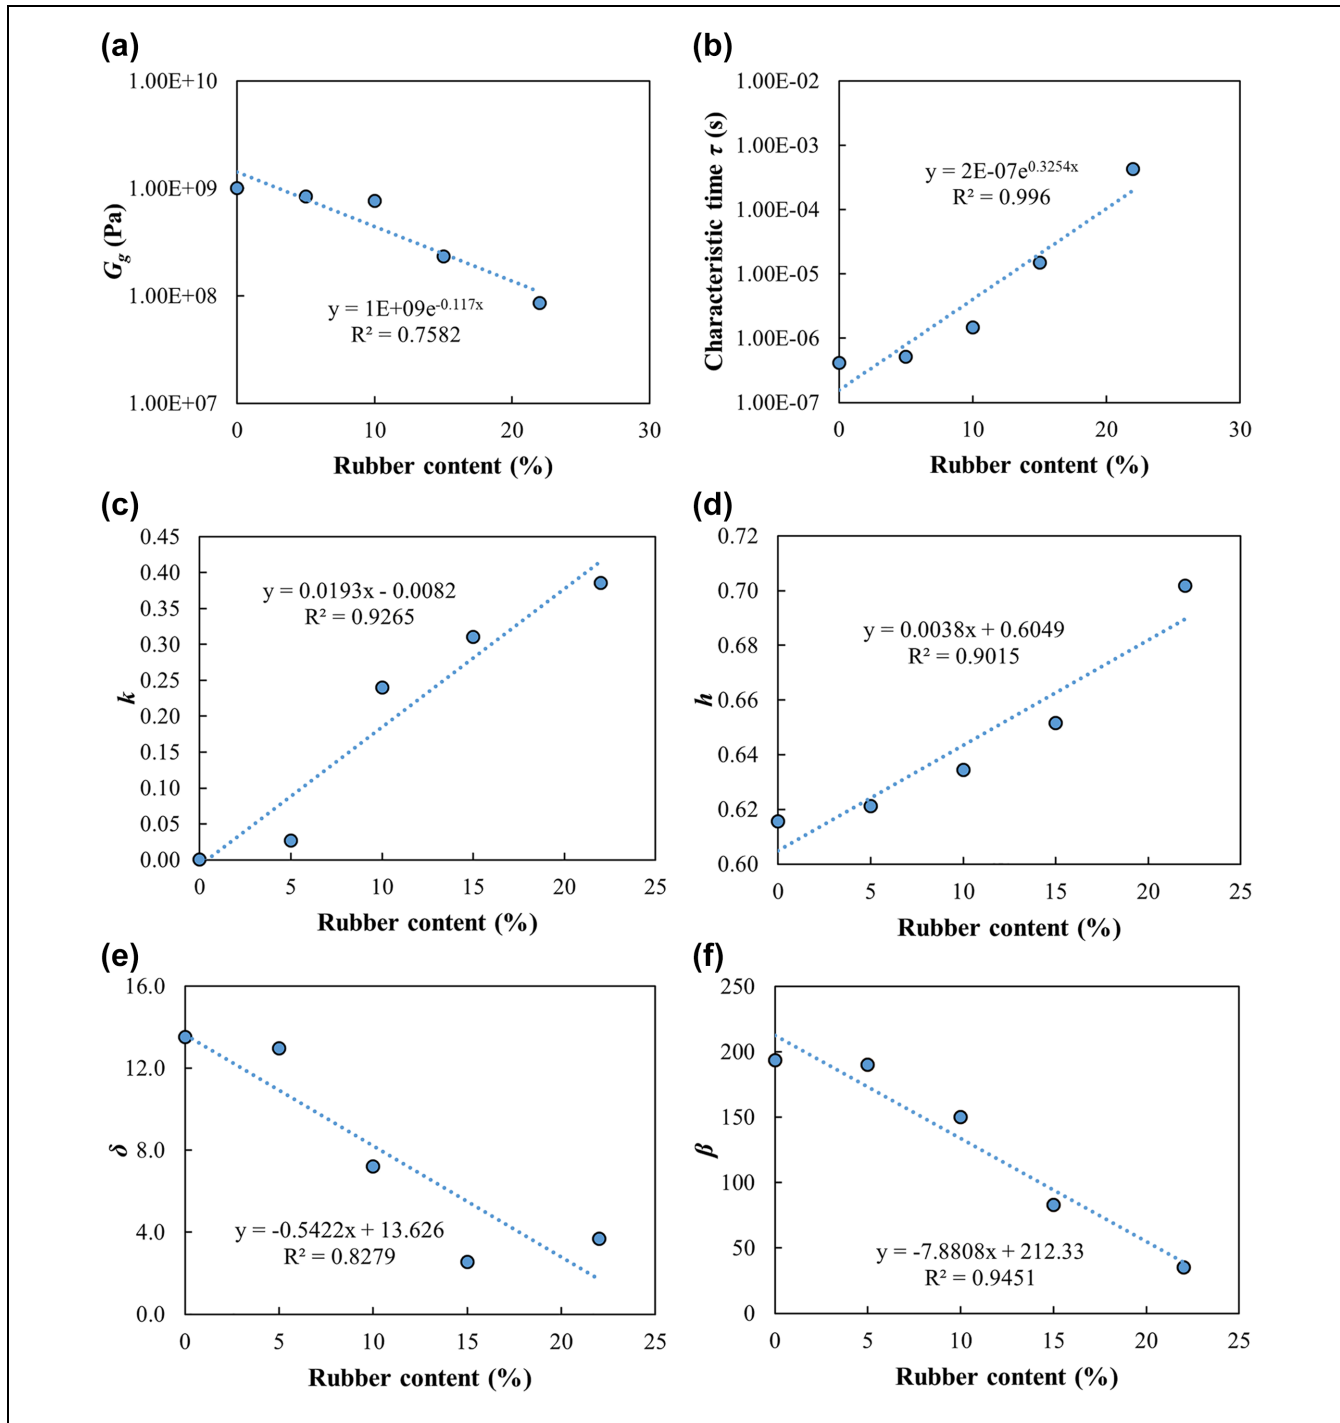 (a)
1.00E+10
1.00E+09
1.00E+08
1.00E+07
Gg (Pa)
y = 1E+09e-0.117x
R² = 0.7582
0 10 20 30
Rubber content (%)
(b)
1.00E-02
1.00E-03
1.00E-04
1.00E-05
1.00E-06
1.00E-07
Characteristic time τ (s)
y = 2E-07e0.3254x
R² = 0.996
0 10 20 30
Rubber content (%)
(c)
0.45
0.40
0.35
0.30
0.25
0.20
0.15
0.10
0.05
0.00
k
y = 0.0193x - 0.0082
R² = 0.9265
0 5 10 15 20 25
Rubber content (%)
(d)
0.72
0.70
0.68
0.66
0.64
0.62
0.60
h
y = 0.0038x + 0.6049
R² = 0.9015
0 5 10 15 20 25
Rubber content (%)
(e)
16.0
12.0
8.0
4.0
0.0
δ
y = -0.5422x + 13.626
R² = 0.8279
0 5 10 15 20 25
Rubber content (%)
(f)
250
200
150
100
50
0
β
y = -7.8808x + 212.33
R² = 0.9451
0 5 10 15 20 25
Rubber content (%)